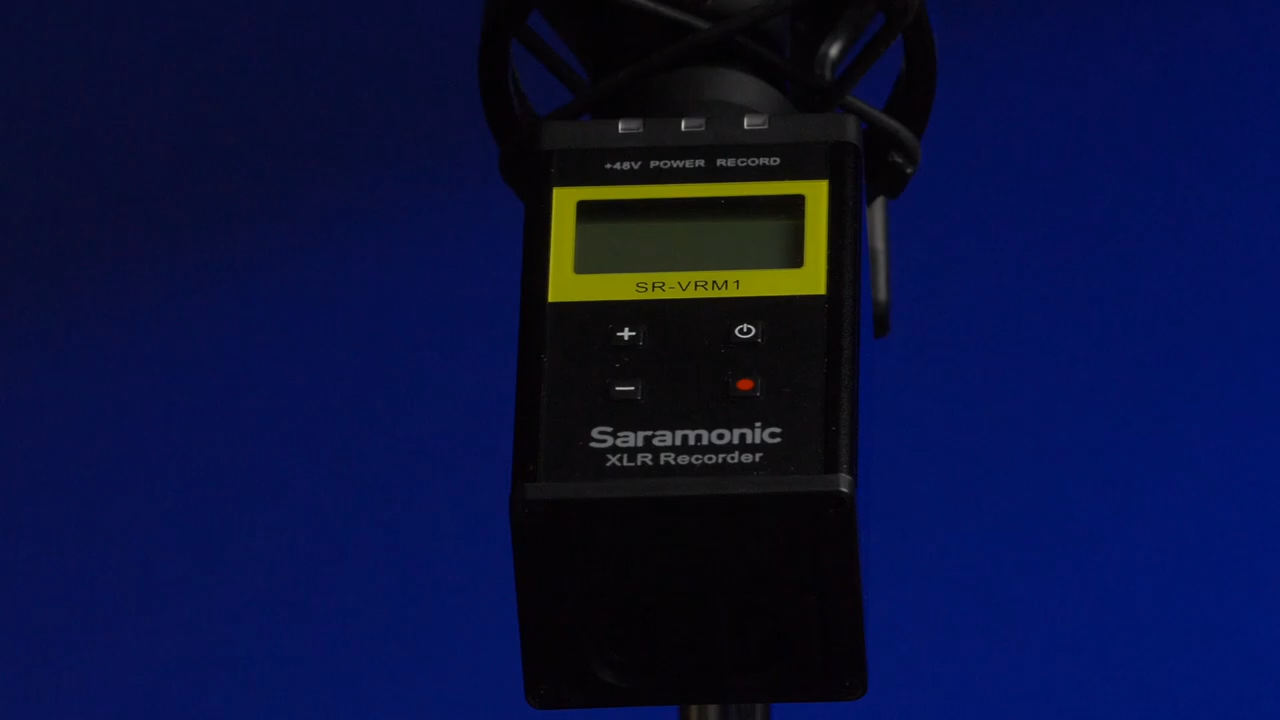 +48V POWER RECORD
SR-VRM1
+
−
Saramonic
XLR Recorder